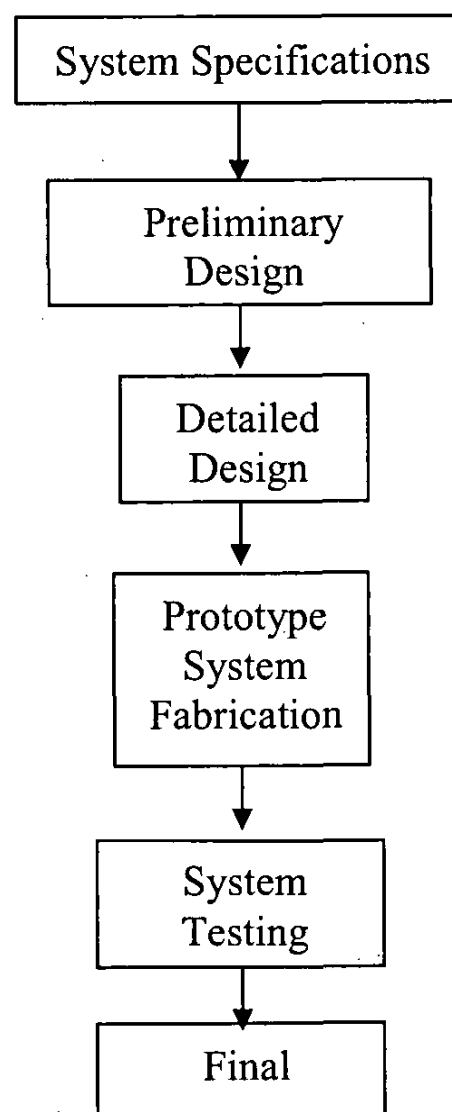 System Specifications
Preliminary
Design
Detailed
Design
Prototype
System
Fabrication
System
Testing
Final